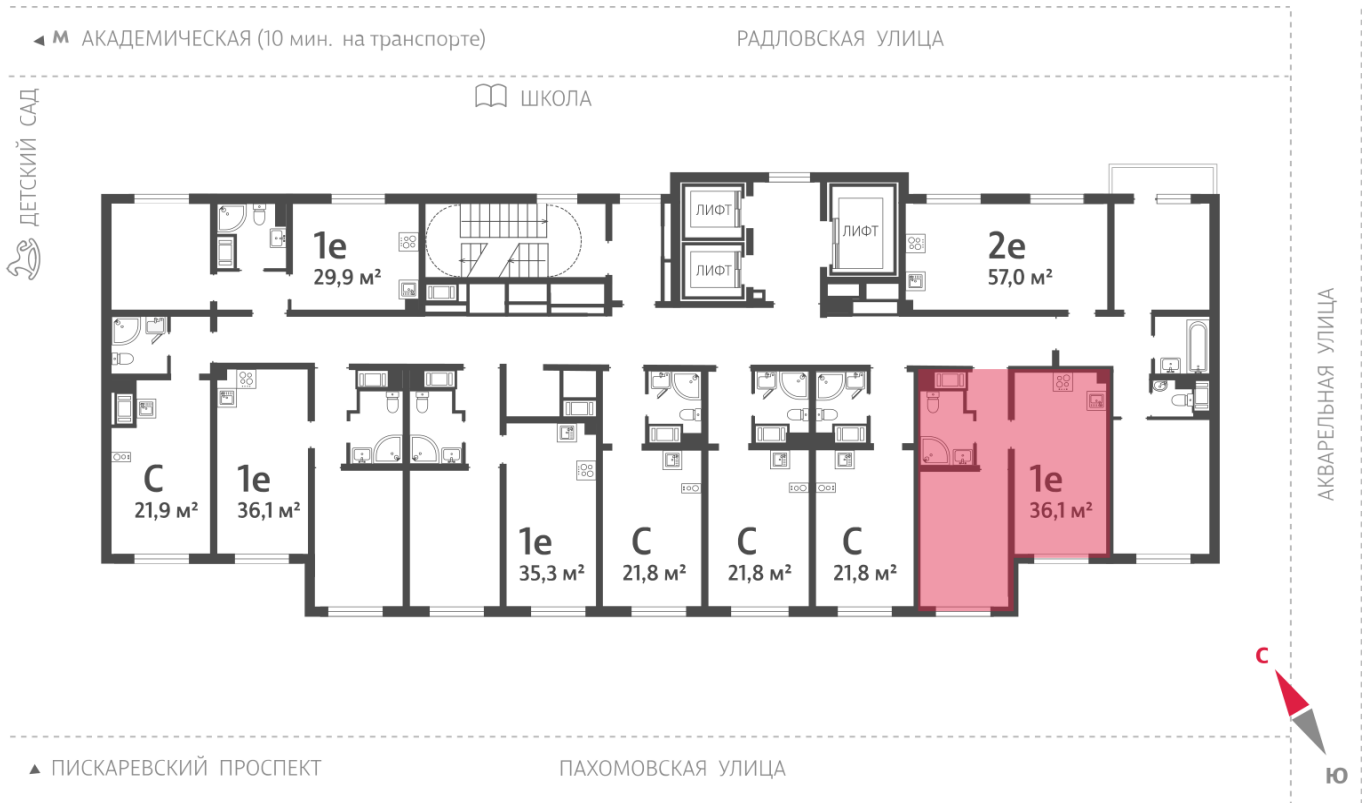 М АКАДЕМИЧЕСКАЯ (10 мин. на транспорте)
РАДЛОВСКАЯ УЛИЦА
ШКОЛА
ДЕТСКИЙ САД
ЛИФТ
ЛИФТ
ЛИФТ
1е
29,9 м²
2е
57,0 м²
С
21,9 м²
1е
36,1 м²
1е
35,3 м²
С
21,8 м²
С
21,8 м²
С
21,8 м²
1е
36,1 м²
АКВАРЕЛЬНАЯ УЛИЦА
С
Ю
ПИСКАРЕВСКИЙ ПРОСПЕКТ
ПАХОМОВСКАЯ УЛИЦА